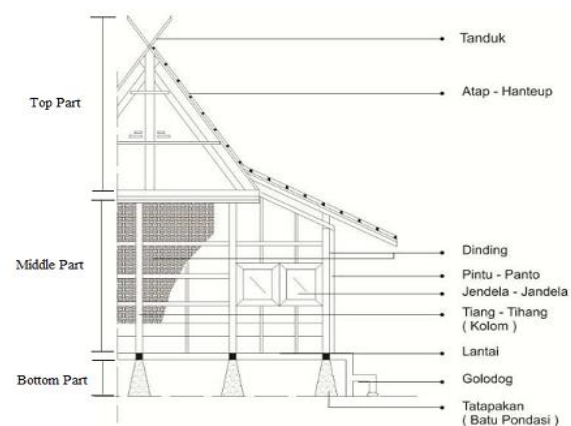 Top Part
Middle Part
Bottom Part
Tanduk
Atap - Hanteup
Dinding
Pintu - Panto
Jendela - Jandela
Tiang - Tihang
( Kolom )
Lantai
Golodog
Tatapakan
( Batu Pondasi )